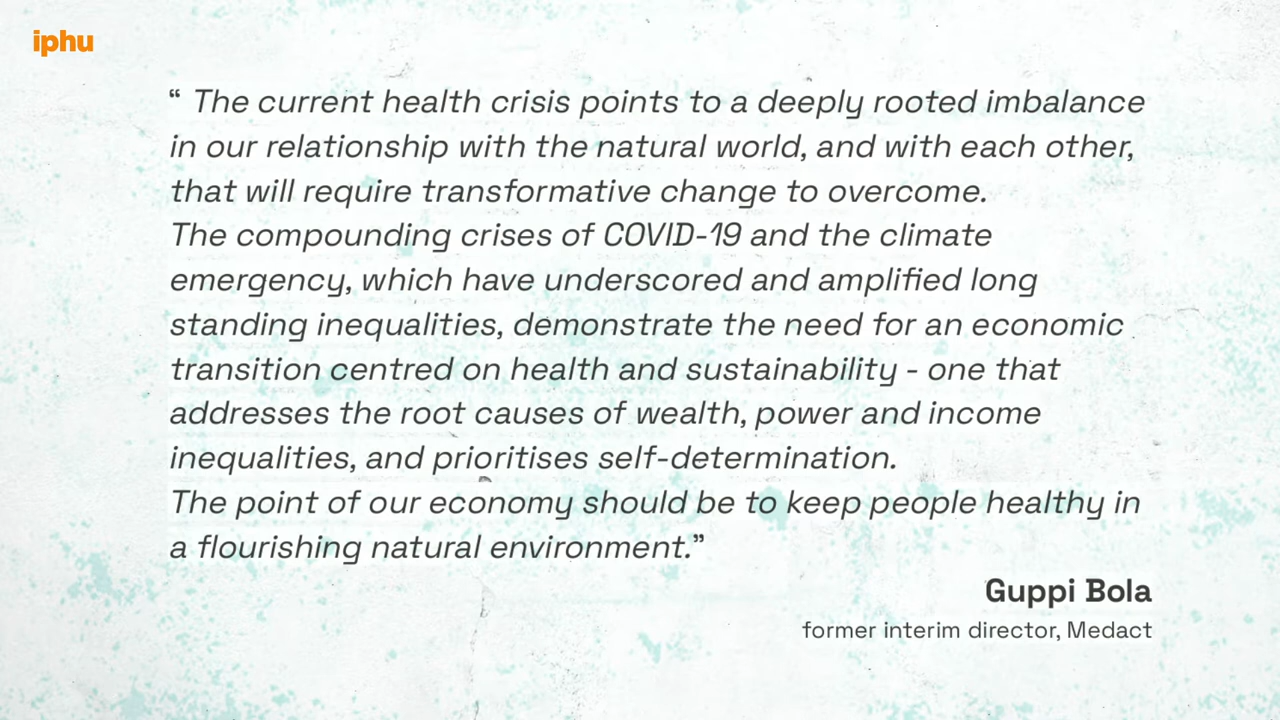 iphu
“ The current health crisis points to a deeply rooted imbalance
in our relationship with the natural world, and with each other,
that will require transformative change to overcome.
The compounding crises of COVID-19 and the climate
emergency, which have underscored and amplified long
standing inequalities, demonstrate the need for an economic
transition centred on health and sustainability - one that
addresses the root causes of wealth, power and income
inequalities, and prioritises self-determination.
The point of our economy should be to keep people healthy in
a flourishing natural environment.”
Guppi Bola
former interim director, Medact